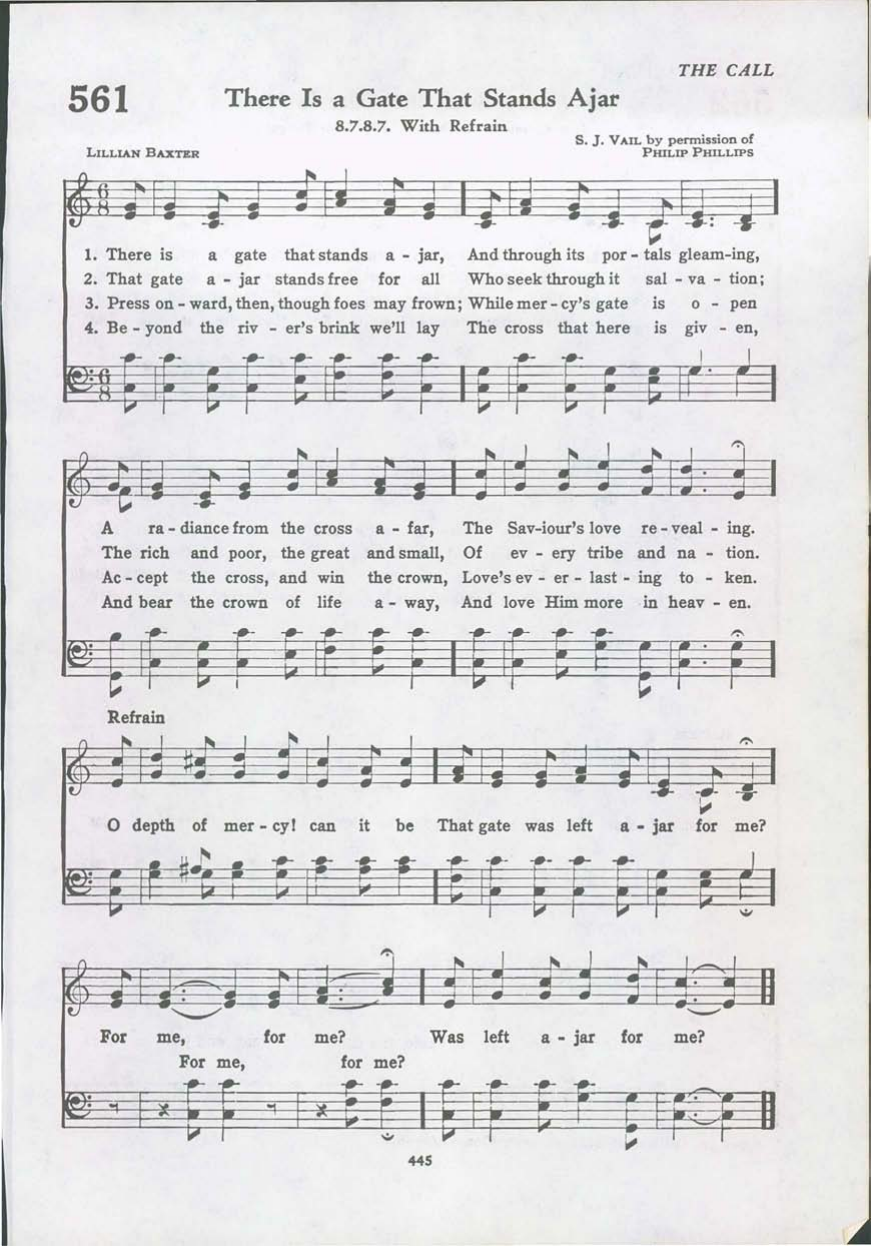 THE CALL
561 There Is a Gate That Stands Ajar
8.7.8.7. With Refrain
LILLIAN BAXTER
S. J. VAIL by permission of
PHILIP PHILLIPS
1. There is a gate that stands a - jar, And through its por - tals gleam-ing,
2. That gate a - jar stands free for all Who seek through it sal - va - tion;
3. Press on - ward, then, though foes may frown; While mer - cy's gate is o - pen
4. Be - yond the riv - er's brink we'll lay The cross that here is giv - en,
A ra - diance from the cross a - far, The Sav-iour's love re - veal - ing.
The rich and poor, the great and small, Of ev - ery tribe and na - tion.
Ac - cept the cross, and win the crown, Love's ev - er - last - ing to - ken.
And bear the crown of life a - way, And love Him more in heav - en.
Refrain
O depth of mer - cy! can it be That gate was left a - jar for me?
For me, for me? Was left a - jar for me?
For me, for me?
445